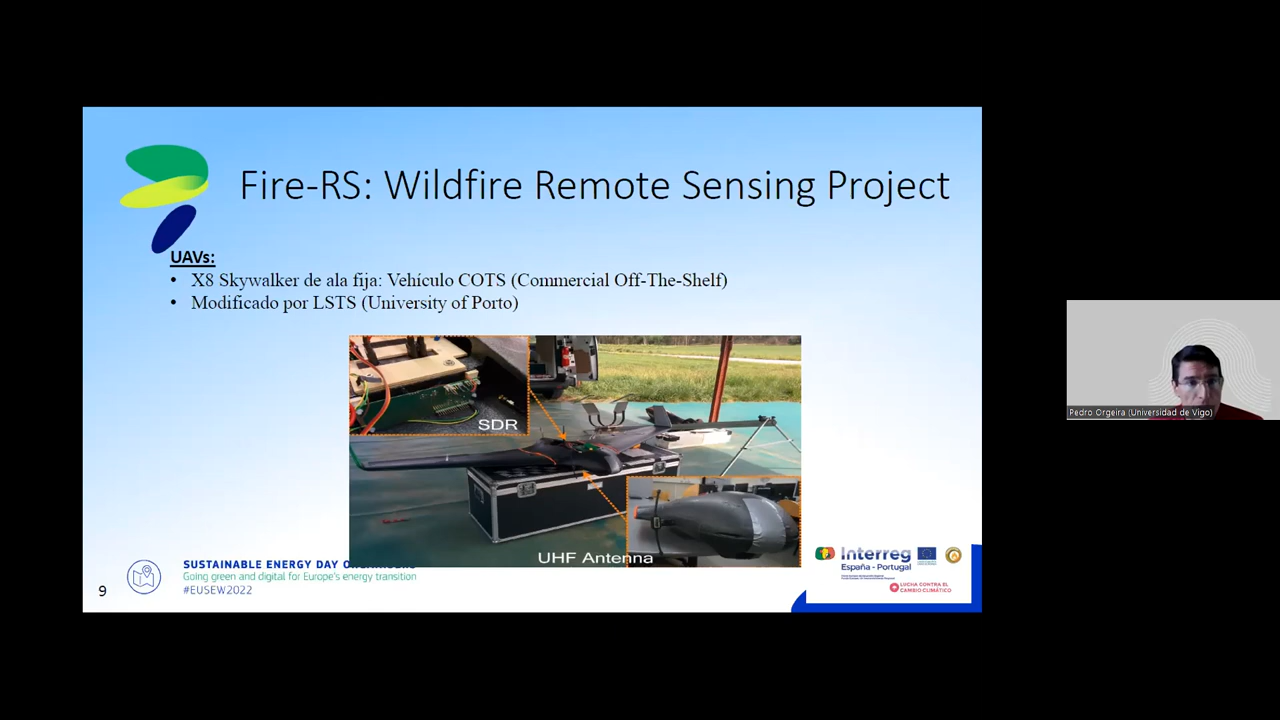 Fire-RS: Wildfire Remote Sensing Project
UAVs:
• X8 Skywalker de ala fija: Vehículo COTS (Commercial Off-The-Shelf)
• Modificado por LSTS (University of Porto)
SDR
UHF Antenna
SUSTAINABLE ENERGY DAY
Going green and digital for Europe's energy transition
#EUSEW2022
9
Interreg
España - Portugal
LUCHA CONTRA EL
CAMBIO CLIMÁTICO
Pedro Orgeira (Universidad de Vigo)